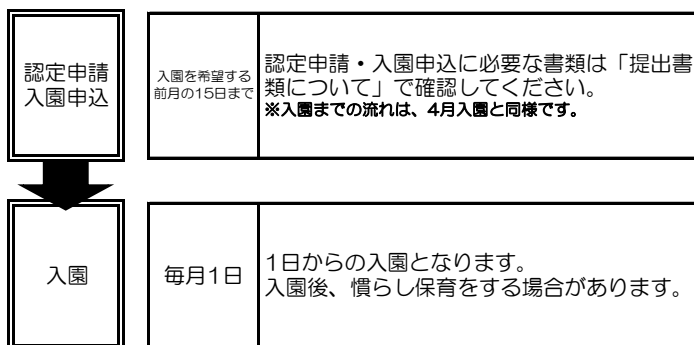 認定申請
入園申込
入園を希望する
前月の15日まで
認定申請・入園申込に必要な書類は「提出書
類について」で確認してください。
※入園までの流れは、4月入園と同様です。
入園
毎月1日
1日からの入園となります。
入園後、慣らし保育をする場合があります。